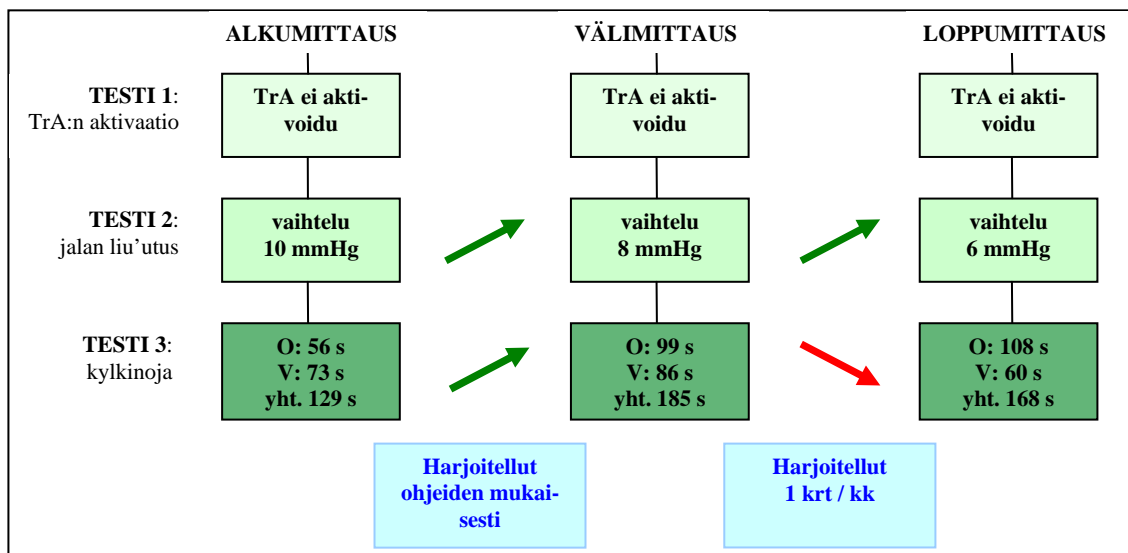 ALKUMITTAUS
VÄLIMITTAUS
LOPPUMITTAUS
TESTI 1:
TrA:n aktivaatio
TrA ei akti-
voidu
TrA ei akti-
voidu
TrA ei akti-
voidu
TESTI 2:
jalan liu’utus
vaihtelu
10 mmHg
vaihtelu
8 mmHg
vaihtelu
6 mmHg
TESTI 3:
kylkinoja
O: 56 s
V: 73 s
yht. 129 s
O: 99 s
V: 86 s
yht. 185 s
O: 108 s
V: 60 s
yht. 168 s
Harjoitellut
ohjeiden mukai-
sesti
Harjoitellut
1 krt / kk